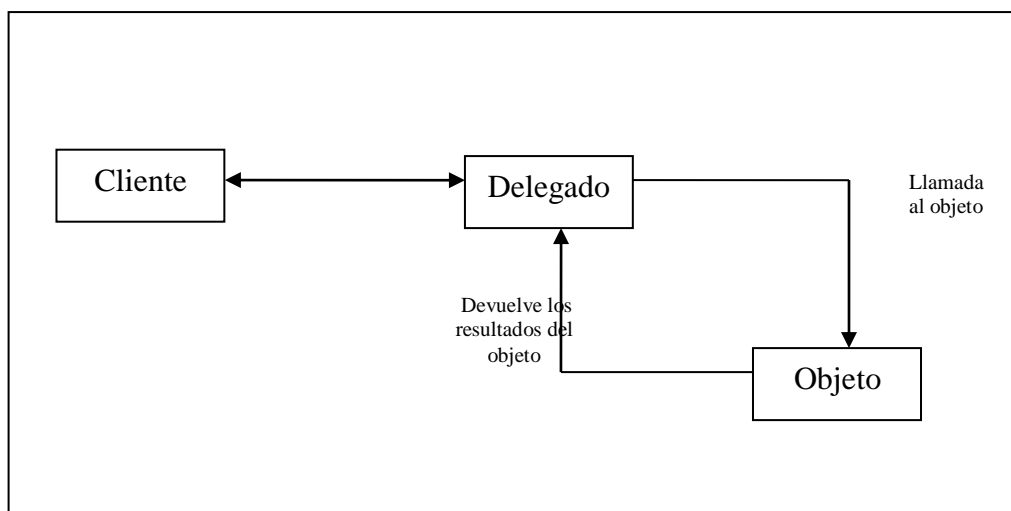 Cliente
Delegado
Llamada
al objeto
Devuelve los
resultados del
objeto
Objeto